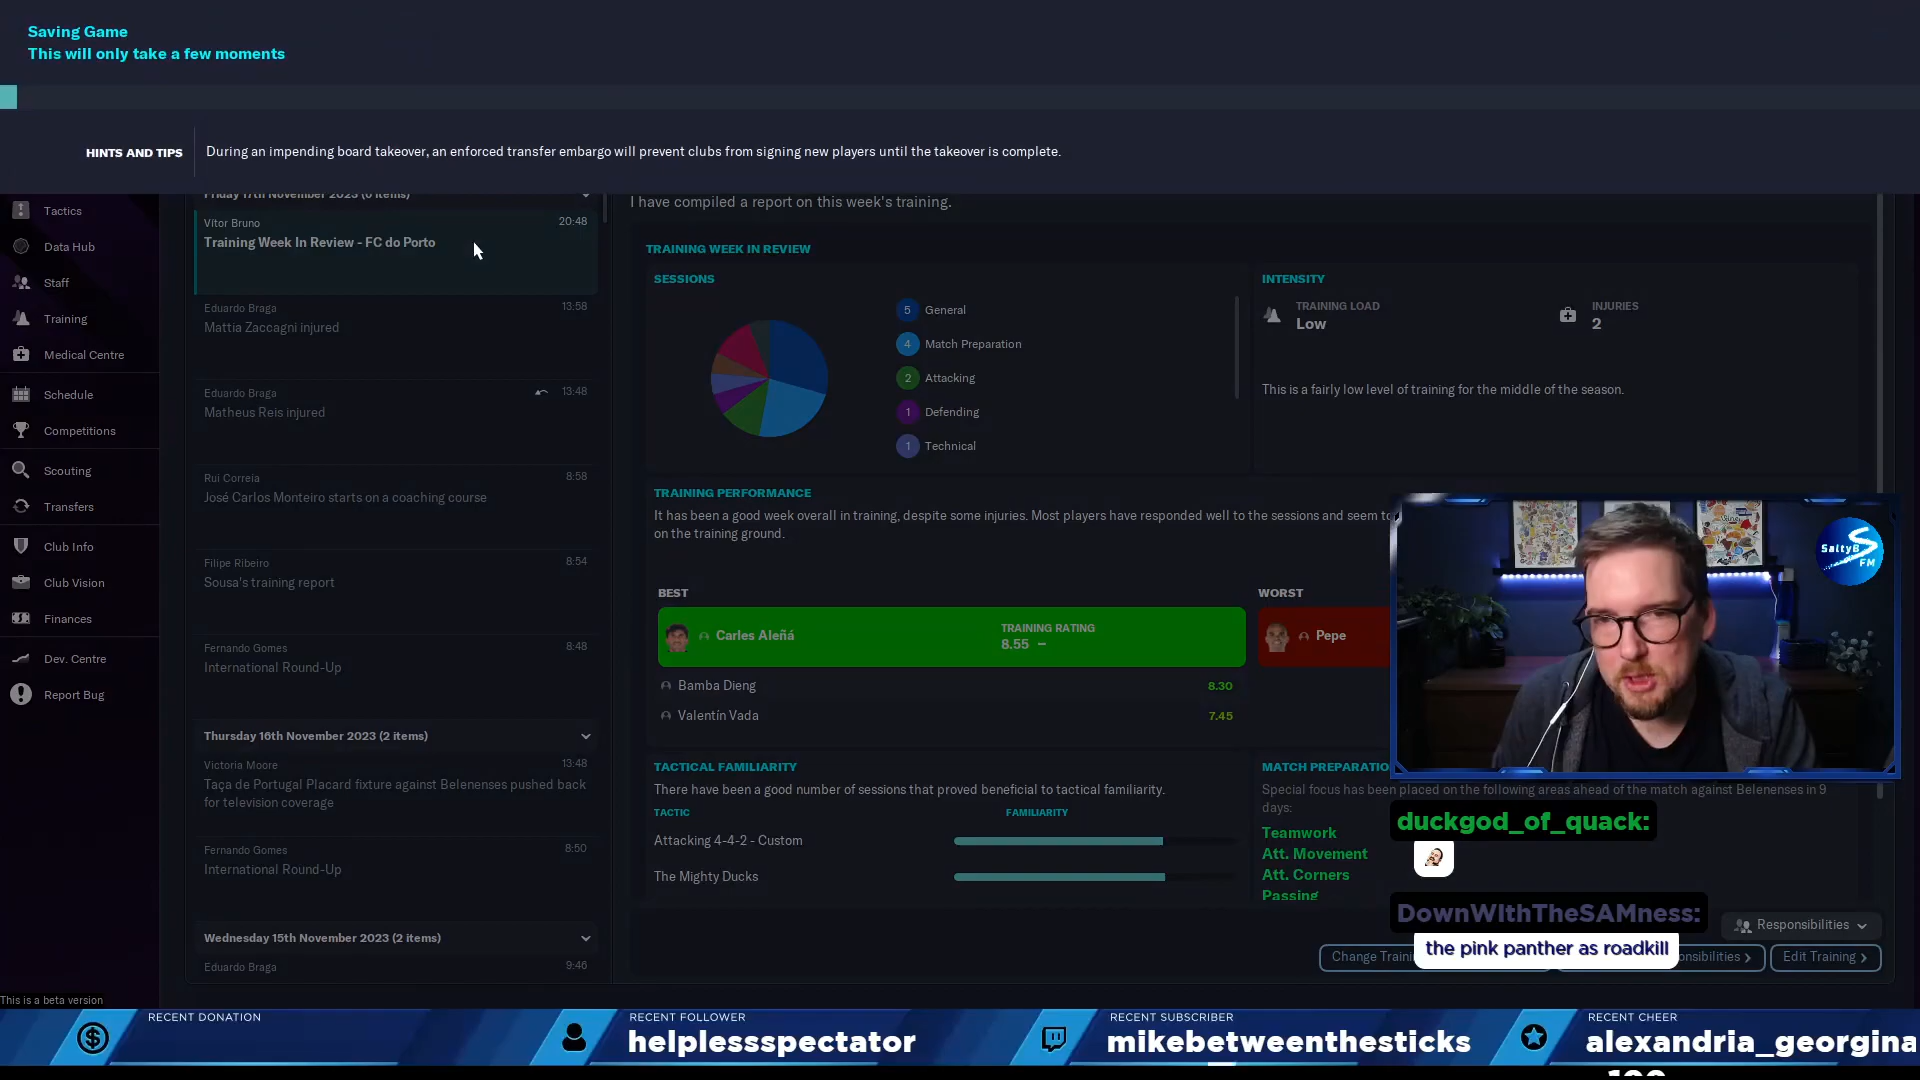 Saving Game
This will only take a few moments
HINTS AND TIPS
During an impending board takeover, an enforced transfer embargo will prevent clubs from signing new players until the takeover is complete.
Tactics
Data Hub
Staff
Training
Medical Centre
Schedule
Competitions
Scouting
Transfers
Club Info
Club Vision
Finances
Dev. Centre
Report Bug
This is a beta version
Friday 17th November 2023 (6 items)
Vítor Bruno
20:48
Training Week In Review - FC do Porto
Eduardo Braga
13:58
Mattia Zaccagni injured
Eduardo Braga
13:48
Matheus Reis injured
Rui Correia
8:58
José Carlos Monteiro starts on a coaching course
Filipe Ribeiro
8:54
Sousa's training report
Fernando Gomes
8:48
International Round-Up
Thursday 16th November 2023 (2 items)
Victoria Moore
13:48
Taça de Portugal Placard fixture against Belenenses pushed back
for television coverage
Fernando Gomes
8:50
International Round-Up
Wednesday 15th November 2023 (2 items)
Eduardo Braga
9:46
I have compiled a report on this week's training.
TRAINING WEEK IN REVIEW
SESSIONS
5 General
4 Match Preparation
2 Attacking
1 Defending
1 Technical
INTENSITY
TRAINING LOAD
Low
INJURIES
2
This is a fairly low level of training for the middle of the season.
TRAINING PERFORMANCE
It has been a good week overall in training, despite some injuries. Most players have responded well to the sessions and seem to
on the training ground.
BEST
Carles Aleñá
TRAINING RATING
8.55 –
Bamba Dieng
8.30
Valentín Vada
7.45
WORST
Pepe
TACTICAL FAMILIARITY
There have been a good number of sessions that proved beneficial to tactical familiarity.
TACTIC
FAMILIARITY
Attacking 4-4-2 - Custom
The Mighty Ducks
MATCH PREPARATIO
Special focus has been placed on the following areas ahead of the match against Belenenses in 9
days:
Teamwork
Att. Movement
Att. Corners
Passing
Responsibilities
Change Traini
onsibilities
Edit Training
SaltyB
S
FM
duckgod_of_quack:
DownWIthTheSAMness:
the pink panther as roadkill
RECENT DONATION
RECENT FOLLOWER
helplessspectator
RECENT SUBSCRIBER
mikebetweenthesticks
RECENT CHEER
alexandria_georgina